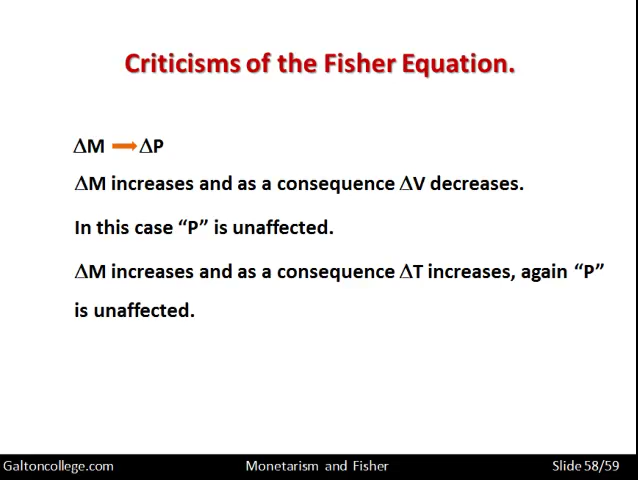 Criticisms of the Fisher Equation.
ΔM → ΔP
ΔM increases and as a consequence ΔV decreases.
In this case “P” is unaffected.
ΔM increases and as a consequence ΔT increases, again “P”
is unaffected.
Galtoncollege.com Monetarism and Fisher Slide 58/59